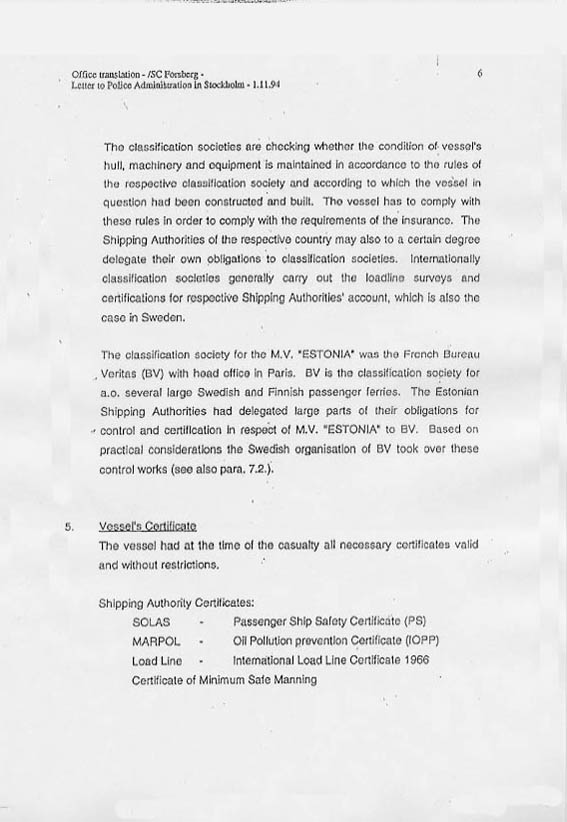 Office translation - /SC Forsberg -
Letter to Police Administration in Stockholm - 1.11.94
6
The classification societies are checking whether the condition of vessel's
hull, machinery and equipment is maintained in accordance to the rules of
the respective classification society and according to which the vessel in
question had been constructed and built. The vessel has to comply with
these rules in order to comply with the requirements of the insurance. The
Shipping Authorities of the respective country may also to a certain degree
delegate their own obligations to classification societies. Internationally
classification societies generally carry out the loadline surveys and
certifications for respective Shipping Authorities' account, which is also the
case in Sweden.
The classification society for the M.V. "ESTONIA" was the French Bureau
Veritas (BV) with head office in Paris. BV is the classification society for
a.o. several large Swedish and Finnish passenger ferries. The Estonian
Shipping Authorities had delegated large parts of their obligations for
control and certification in respect of M.V. "ESTONIA" to BV. Based on
practical considerations the Swedish organisation of BV took over these
control works (see also para. 7.2.).
5. Vessel's Certificate
The vessel had at the time of the casualty all necessary certificates valid
and without restrictions.
Shipping Authority Certificates:
SOLAS - Passenger Ship Safety Certificate (PS)
MARPOL - Oil Pollution prevention Certificate (IOPP)
Load Line - International Load Line Certificate 1966
Certificate of Minimum Safe Manning